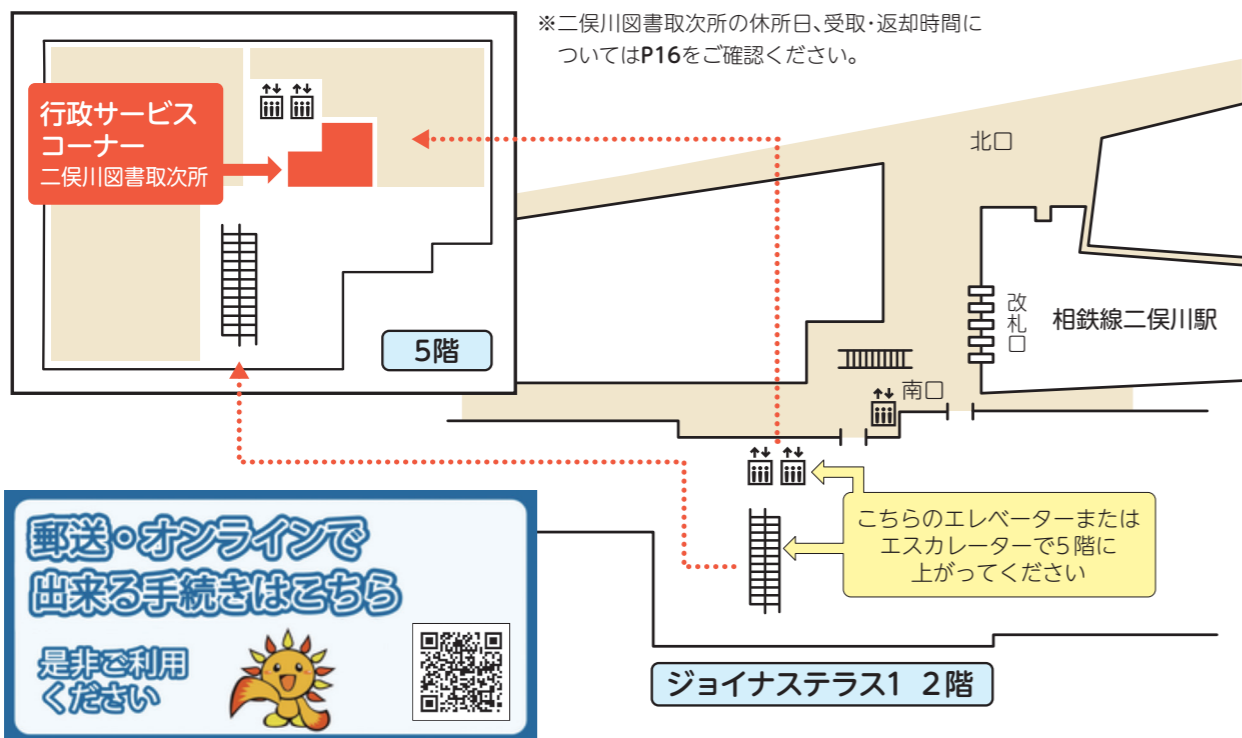 ※二俣川図書取次所の休所日、受取・返却時間に
ついてはP16をご確認ください。
行政サービス
コーナー
二俣川図書取次所
5階
北口
改札口
相鉄線二俣川駅
南口
こちらのエレベーターまたは
エスカレーターで5階に
上がってください
ジョイナステラス1 2階
郵送・オンラインで
出来る手続きはこちら
是非ご利用
ください